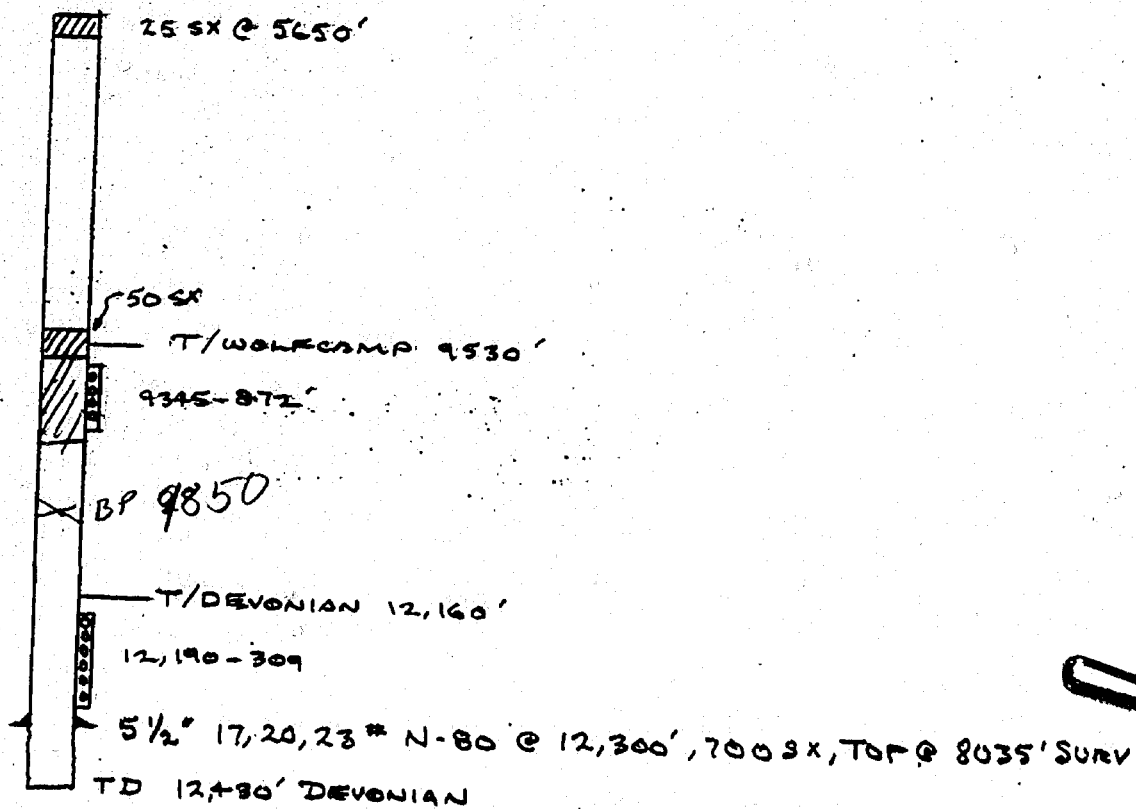 25 SX @ 5650'
50 SX
T/WOLFCAMP 9530'
9345-872'
BP 9850
T/DEVONIAN 12,160'
12,190-309
5 1/2" 17,20,23# N-80 @ 12,300', 700 SX, TOP @ 8035' SURV
TD 12,480' DEVONIAN